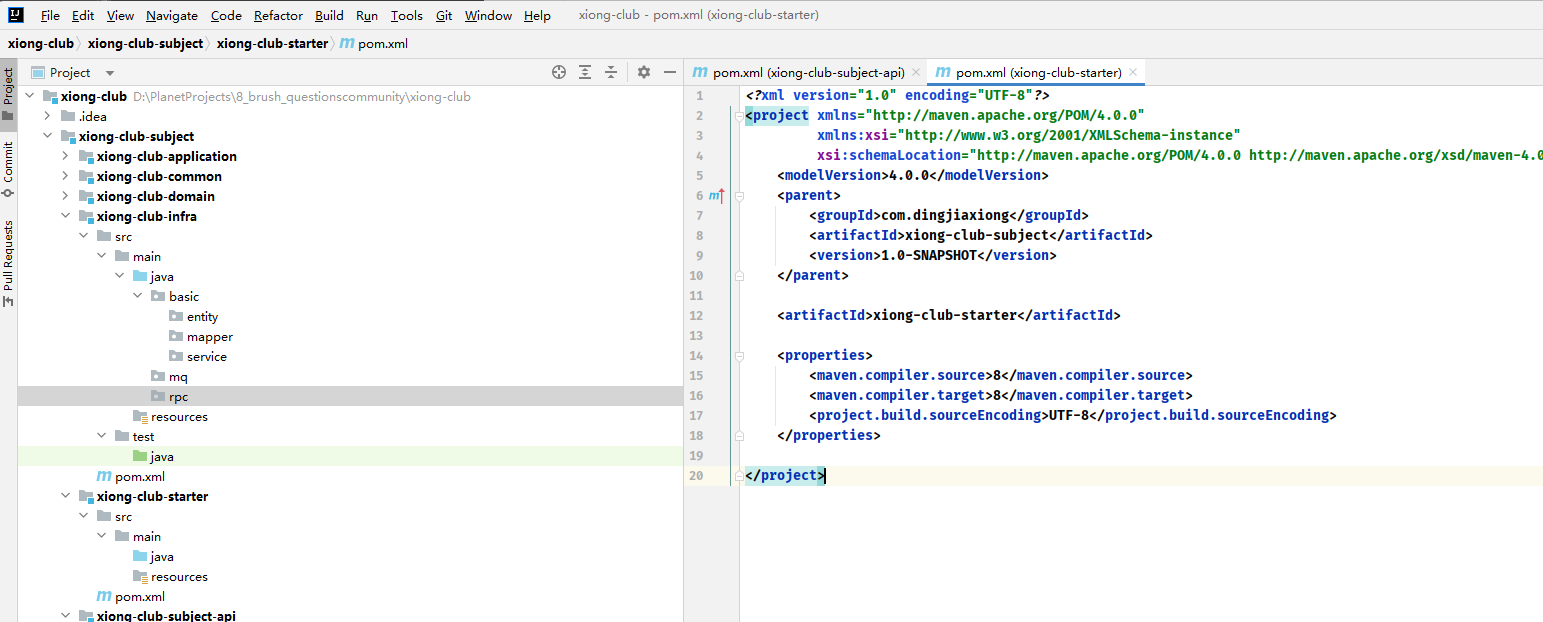 File Edit View Navigate Code Refactor Build Run Tools Git Window Help xiong-club - pom.xml (xiong-club-starter)
xiong-club xiong-club-subject xiong-club-starter pom.xml
Project
Commit
Pull Requests
Project
xiong-club D:\PlanetProjects\8_brush_questionscommunity\xiong-club
.idea
xiong-club-subject
xiong-club-application
xiong-club-common
xiong-club-domain
xiong-club-infra
src
main
java
basic
entity
mapper
service
mq
rpc
resources
test
java
pom.xml
xiong-club-starter
src
main
java
resources
pom.xml
xiong-club-subject-api
pom.xml (xiong-club-subject-api) pom.xml (xiong-club-starter)
1 <?xml version="1.0" encoding="UTF-8"?>
2 <project xmlns="http://maven.apache.org/POM/4.0.0"
3 xmlns:xsi="http://www.w3.org/2001/XMLSchema-instance"
4 xsi:schemaLocation="http://maven.apache.org/POM/4.0.0 http://maven.apache.org/xsd/maven-4.0
5 <modelVersion>4.0.0</modelVersion>
6 <parent>
7 <groupId>com.dingjiaxiong</groupId>
8 <artifactId>xiong-club-subject</artifactId>
9 <version>1.0-SNAPSHOT</version>
10 </parent>
11
12 <artifactId>xiong-club-starter</artifactId>
13
14 <properties>
15 <maven.compiler.source>8</maven.compiler.source>
16 <maven.compiler.target>8</maven.compiler.target>
17 <project.build.sourceEncoding>UTF-8</project.build.sourceEncoding>
18 </properties>
19
20 </project>